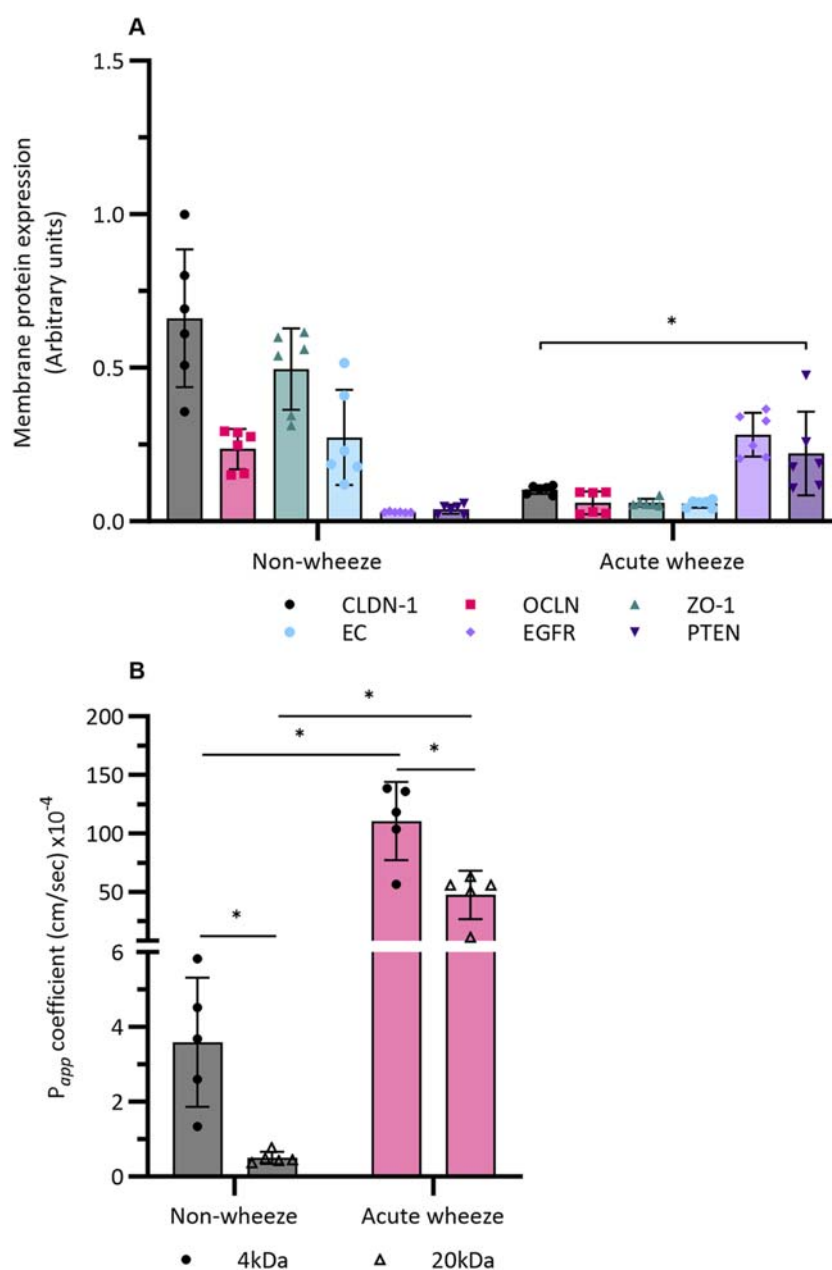 A
Membrane protein expression
(Arbitrary units)
1.5
1.0
0.5
0.0
*
Non-wheeze
Acute wheeze
CLDN-1
OCLN
ZO-1
EC
EGFR
PTEN
B
P_app coefficient (cm/sec) x10⁻⁴
200
150
100
50
6
4
2
0
*
*
*
*
Non-wheeze
Acute wheeze
4kDa
20kDa